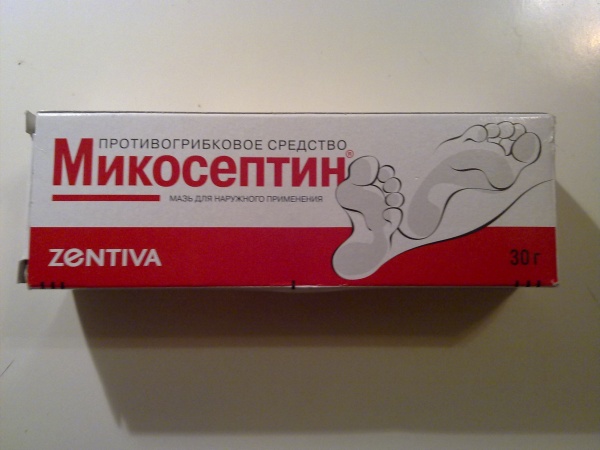 ПРОТИВОГРИБКОВОЕ СРЕДСТВО
Микосептин®
МАЗЬ ДЛЯ НАРУЖНОГО ПРИМЕНЕНИЯ
ZENTIVA
30 г